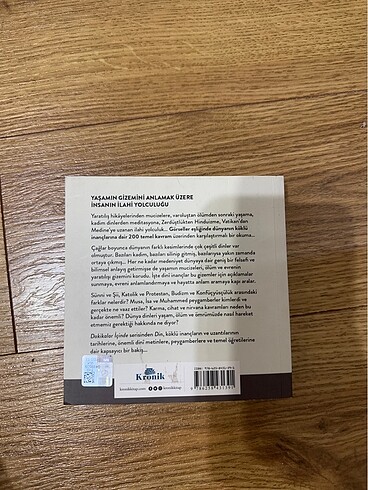 YAŞAMIN GİZEMİNİ ANLAMAK ÜZERE
İNSANIN İLAHİ YOLCULUĞU
Yaratılış hikâyelerinden mucizelere, varoluştan ölümden sonraki yaşama,
kadim dinlerden meditasyona, Zerdüştlükten Hinduizme, Vatikan'dan
Medine'ye uzanan ilahi yolculuk... Görseller eşliğinde dünyanın köklü
inançlarına dair 200 temel kavram üzerinden karşılaştırmalı bir okuma...
Çağlar boyunca dünyanın farklı kesimlerinde çok çeşitli dinler var
olmuştur. Bazıları kadim, bazıları silinip gitmiş, bazılarıysa yakın zamanda
ortaya çıkmış... Her ne kadar medeniyet dünyaya dair geniş bir felsefi ve
bilimsel anlayış getirmişse de yaşamın mucizeleri, ölüm ve evrenin
yaratılışı gizemini korudu. İşte dini inançlar bu gizemler için açıklamalar
sunmaya, evreni anlamlandırmaya ve hayatta anlam aramaya kapı aralar.
Sünni ve Şii, Katolik ve Protestan, Budizm ve Konfüçyüsçülük arasındaki
farklar nelerdir? Musa, İsa ve Muhammed peygamberler kimlerdi ve
gerçekte ne vaaz ettiler? Karma, cihat ve nirvana kavramları neden bu
kadar önemli? Dünya dinleri yaşam, ölüm ve ömrümüzde nasıl hareket
etmemiz gerektiği hakkında ne diyor?
Dakikalar İçinde serisinden Din, köklü inançların ve uzantılarının
tarihlerine, önemli dini metinlere, peygamberlere ve temel öğretilerine
dair kapsayıcı bir bakış...
Kronik
kronikkitap.com
kronikkitap